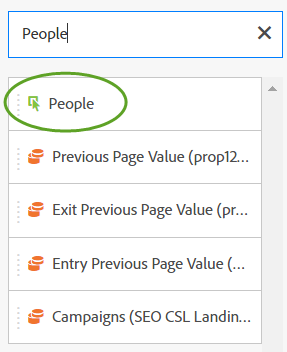 People
People
Previous Page Value (prop12...
Exit Previous Page Value (pr...
Entry Previous Page Value (...
Campaigns (SEO CSL Landin...